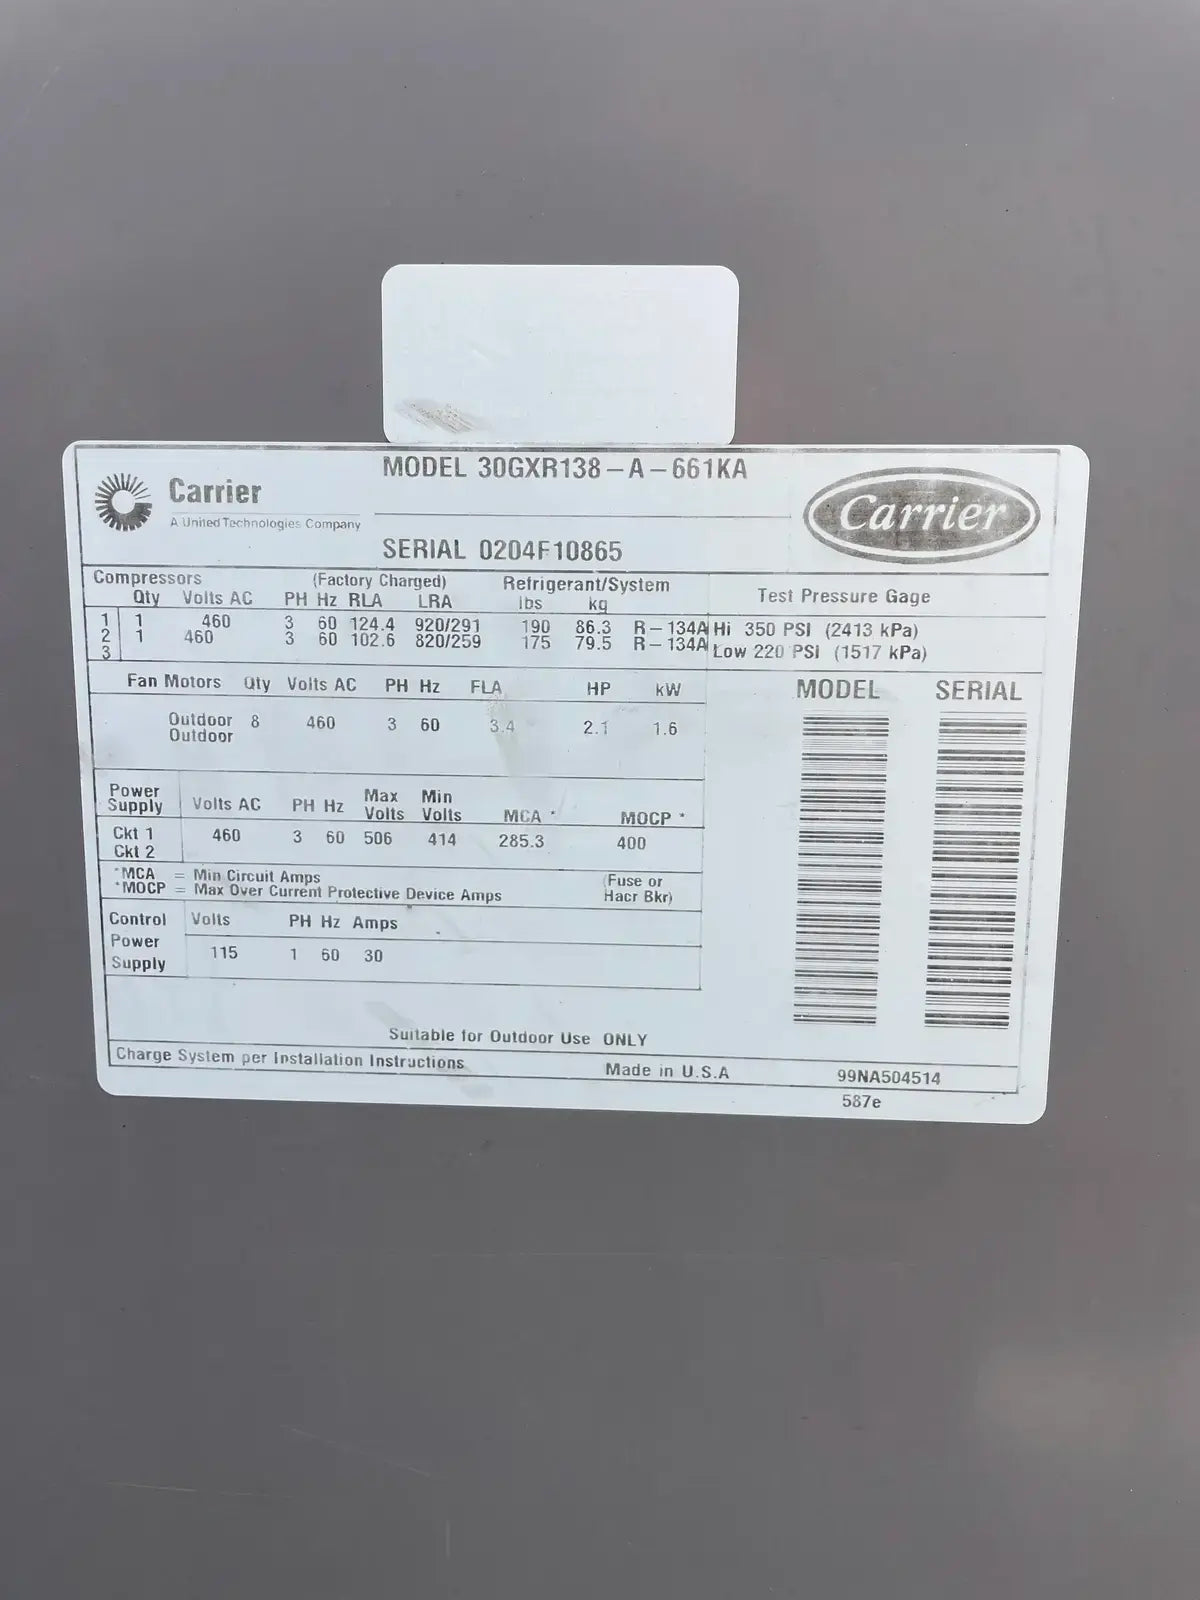 MODEL 30GXR138-A-661KA
Carrier
A United Technologies Company
Carrier
SERIAL 0204F10865
Compressors (Factory Charged) Refrigerant/System
Qty Volts AC PH Hz RLA LRA lbs kg
Test Pressure Gage
1 1 460 3 60 124.4 920/291 190 86.3 R-134A
2 1 460 3 60 102.6 820/259 175 79.5 R-134A
3
Hi 350 PSI (2413 kPa)
Low 220 PSI (1517 kPa)
Fan Motors Qty Volts AC PH Hz FLA HP kW
Outdoor 8 460 3 60 3.4 2.1 1.6
Outdoor
MODEL SERIAL
Power Supply Volts AC PH Hz Max Volts Min Volts MCA * MOCP *
Ckt 1 460 3 60 506 414 285.3 400
Ckt 2
*MCA = Min Circuit Amps
*MOCP = Max Over Current Protective Device Amps
(Fuse or
Hacr Bkr)
Control Power Supply Volts PH Hz Amps
115 1 60 30
Suitable for Outdoor Use ONLY
Charge System per Installation Instructions
Made in U.S.A
99NA504514
587e